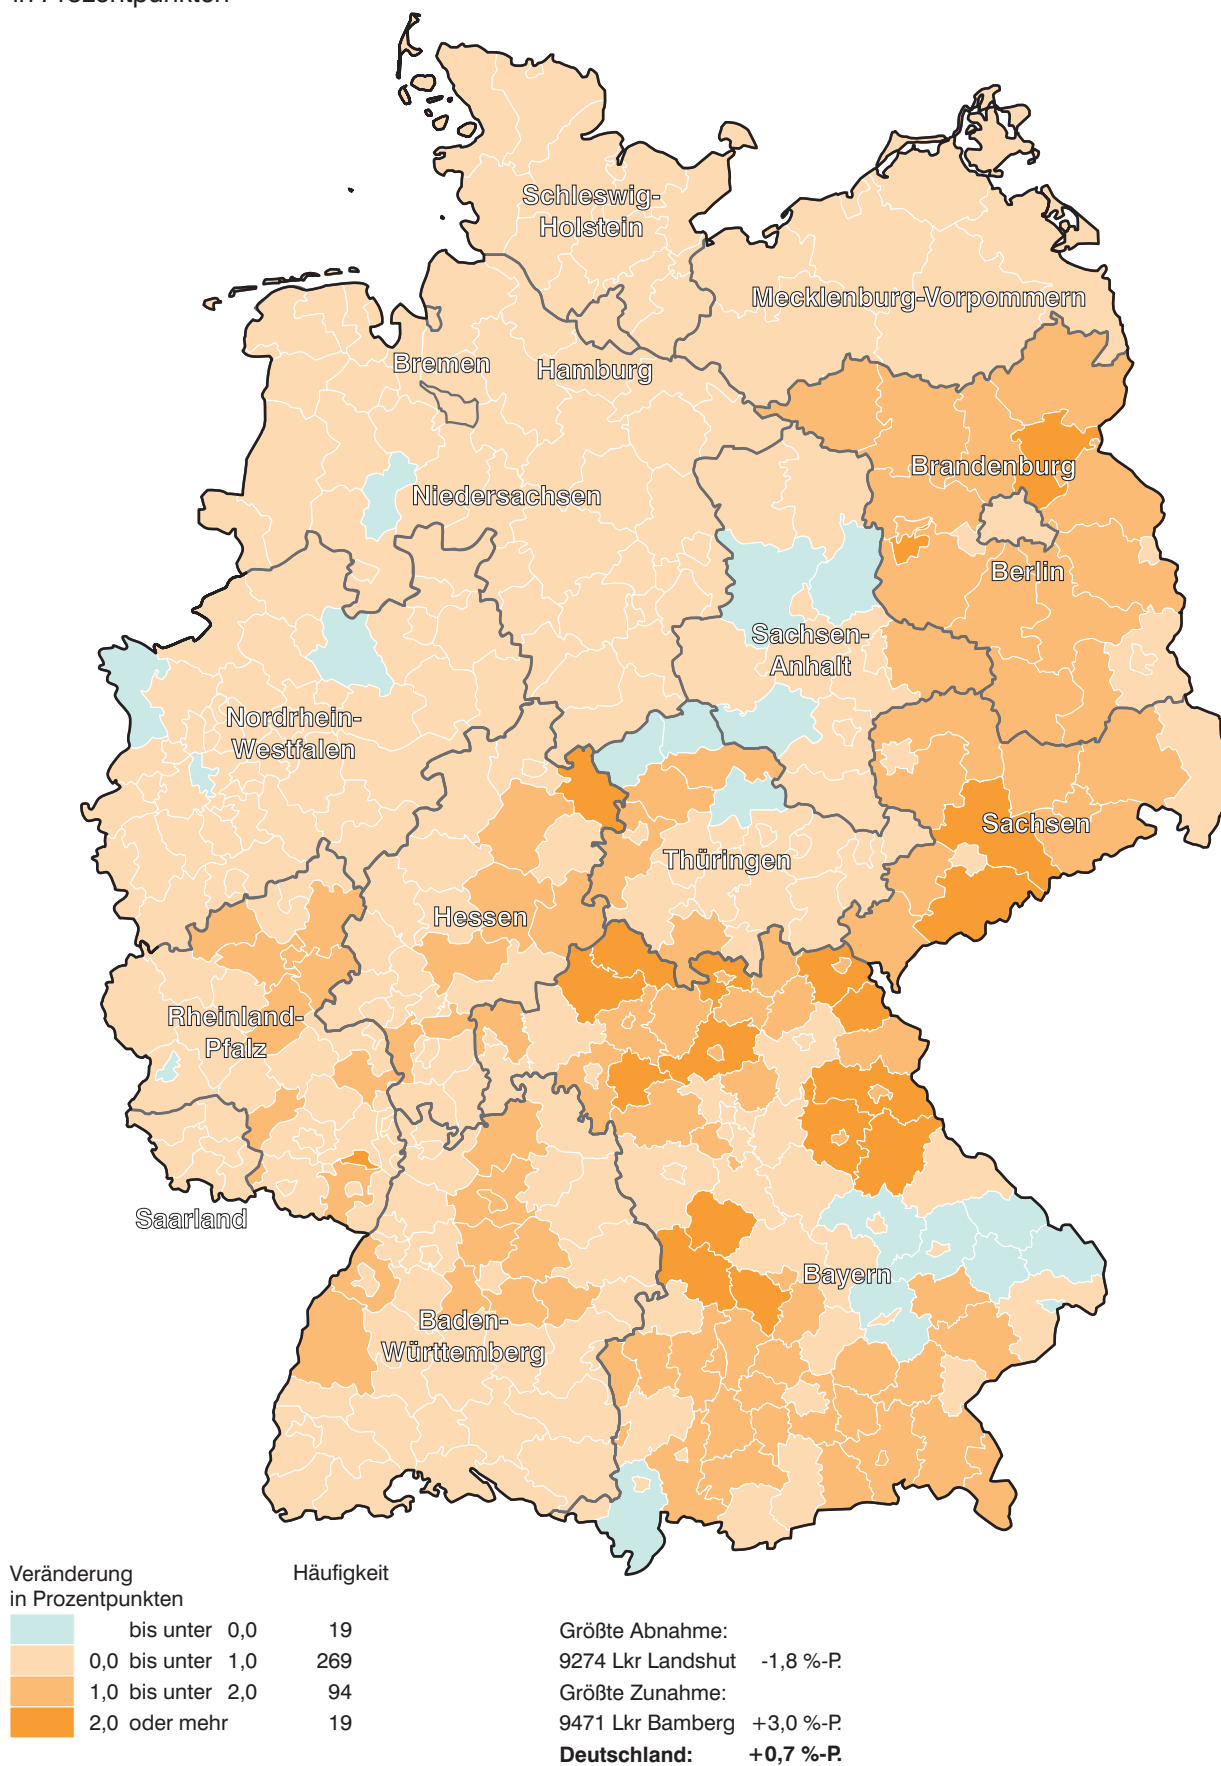 in Prozentpunkten
Schleswig-
Holstein
Mecklenburg-Vorpommern
Bremen
Hamburg
Brandenburg
Niedersachsen
Berlin
Sachsen-
Anhalt
Nordrhein-
Westfalen
Sachsen
Thüringen
Hessen
Rheinland-
Pfalz
Saarland
Bayern
Baden-
Württemberg
Veränderung Häufigkeit
in Prozentpunkten
bis unter 0,0 19
0,0 bis unter 1,0 269
1,0 bis unter 2,0 94
2,0 oder mehr 19
Größte Abnahme:
9274 Lkr Landshut -1,8 %-P.
Größte Zunahme:
9471 Lkr Bamberg +3,0 %-P.
Deutschland: +0,7 %-P.